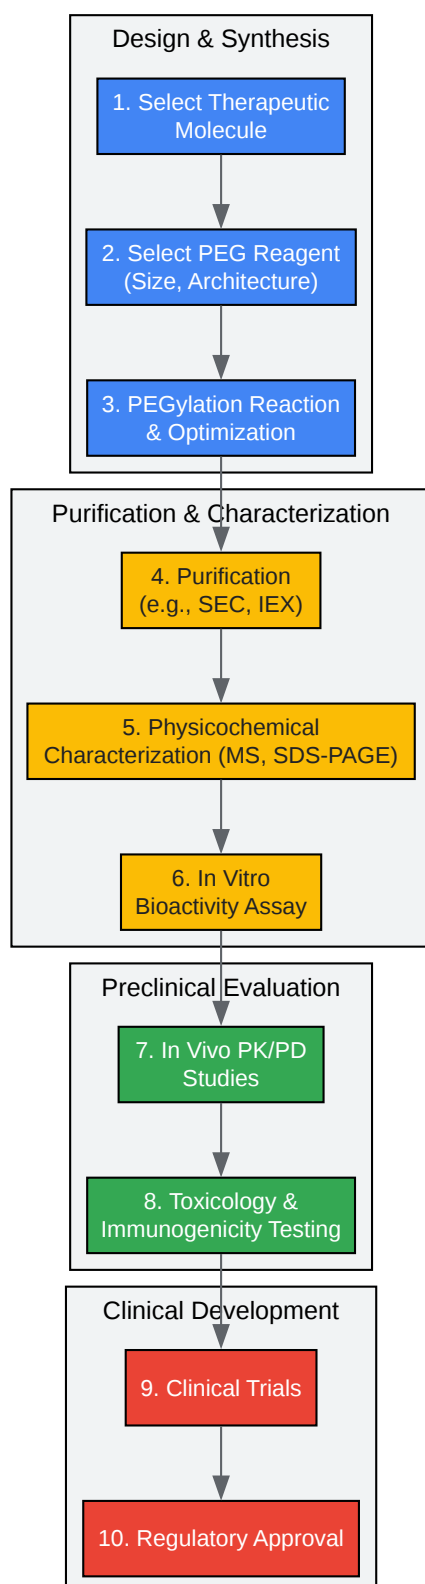 Design & Synthesis
1. Select Therapeutic
Molecule
2. Select PEG Reagent
(Size, Architecture)
3. PEGylation Reaction
& Optimization
Purification & Characterization
4. Purification
(e.g., SEC, IEX)
5. Physicochemical
Characterization (MS, SDS-PAGE)
6. In Vitro
Bioactivity Assay
Preclinical Evaluation
7. In Vivo PK/PD
Studies
8. Toxicology &
Immunogenicity Testing
Clinical Development
9. Clinical Trials
10. Regulatory Approval